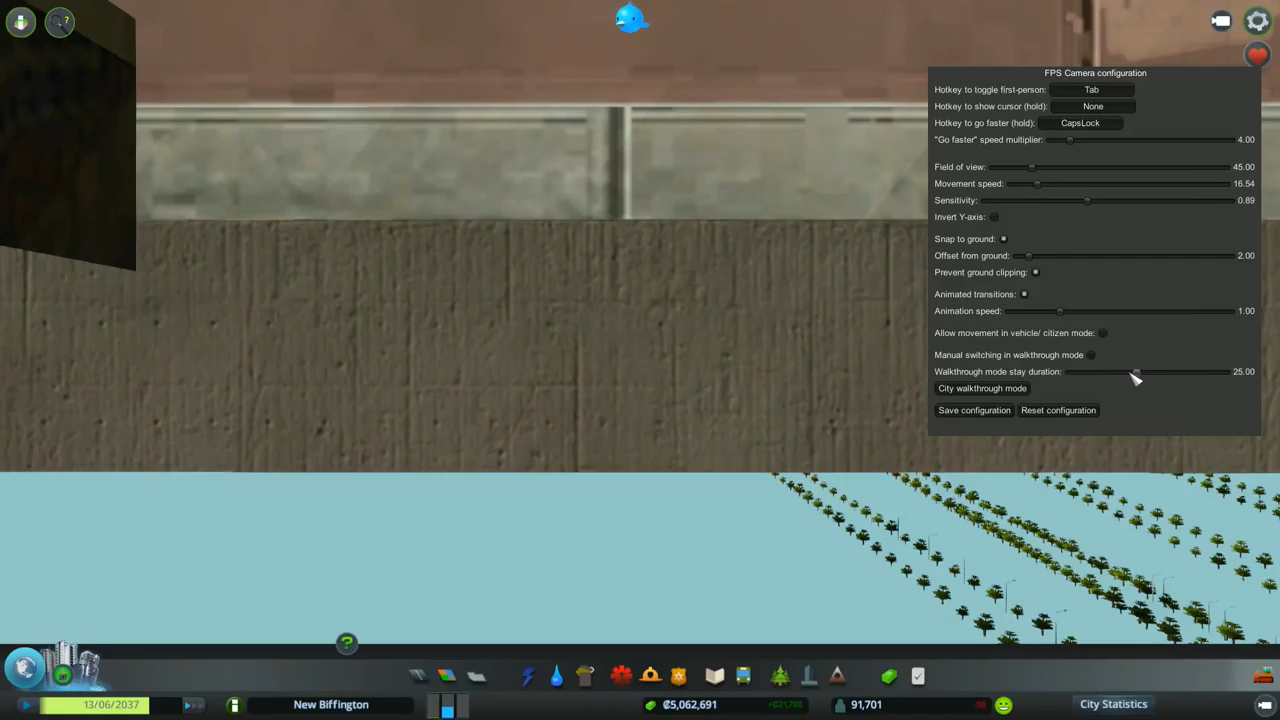 FPS Camera configuration
Hotkey to toggle first-person: Tab
Hotkey to show cursor (hold): None
Hotkey to go faster (hold): CapsLock
"Go faster" speed multiplier: 4.00
Field of view: 45.00
Movement speed: 16.54
Sensitivity: 0.89
Invert Y-axis:
Snap to ground:
Offset from ground: 2.00
Prevent ground clipping:
Animated transitions:
Animation speed: 1.00
Allow movement in vehicle/ citizen mode:
Manual switching in walkthrough mode
Walkthrough mode stay duration: 25.00
City walkthrough mode
Save configuration Reset configuration
?
13/06/2037 New Biffington ₡5,062,691 91,701 City Statistics